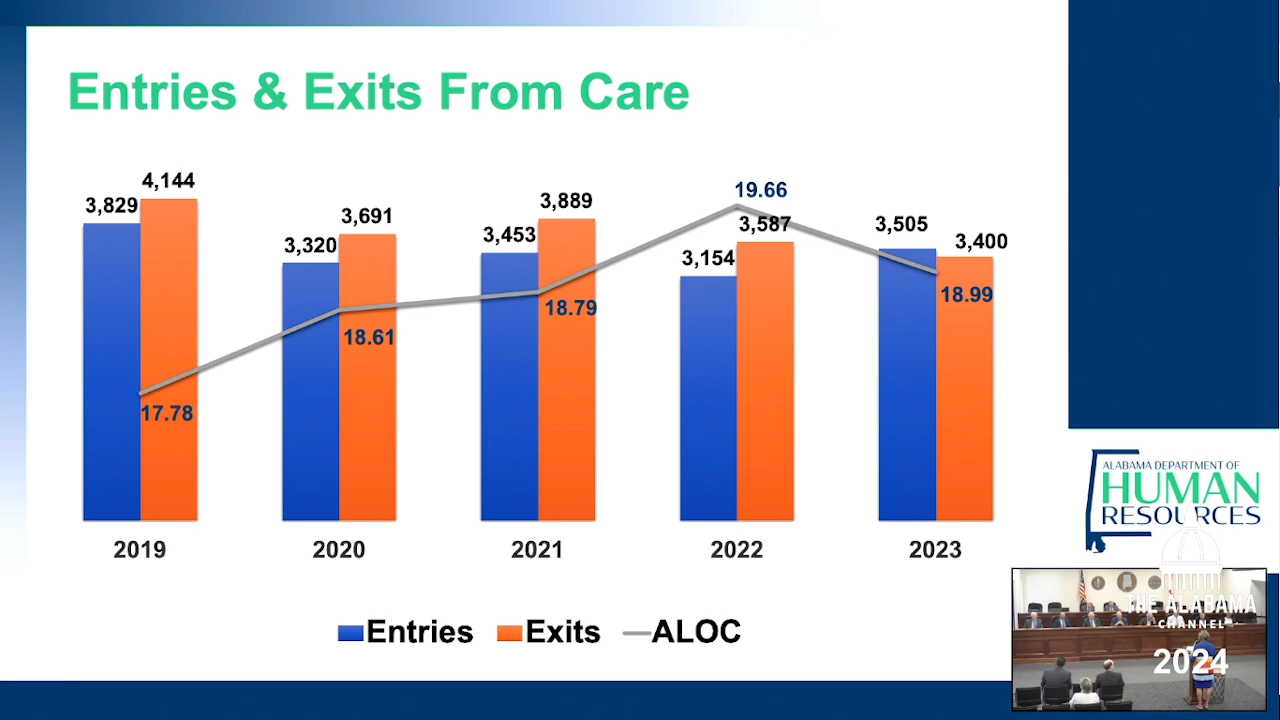 Entries & Exits From Care
3,829
4,144
3,320
3,691
3,453
3,889
3,154
19.66
3,587
3,505
3,400
17.78
18.61
18.79
18.99
2019
2020
2021
2022
2023
Entries
Exits
ALOC
ALABAMA DEPARTMENT OF
HUMAN
RESOURCES
THE ALABAMA
CHANNEL
2024